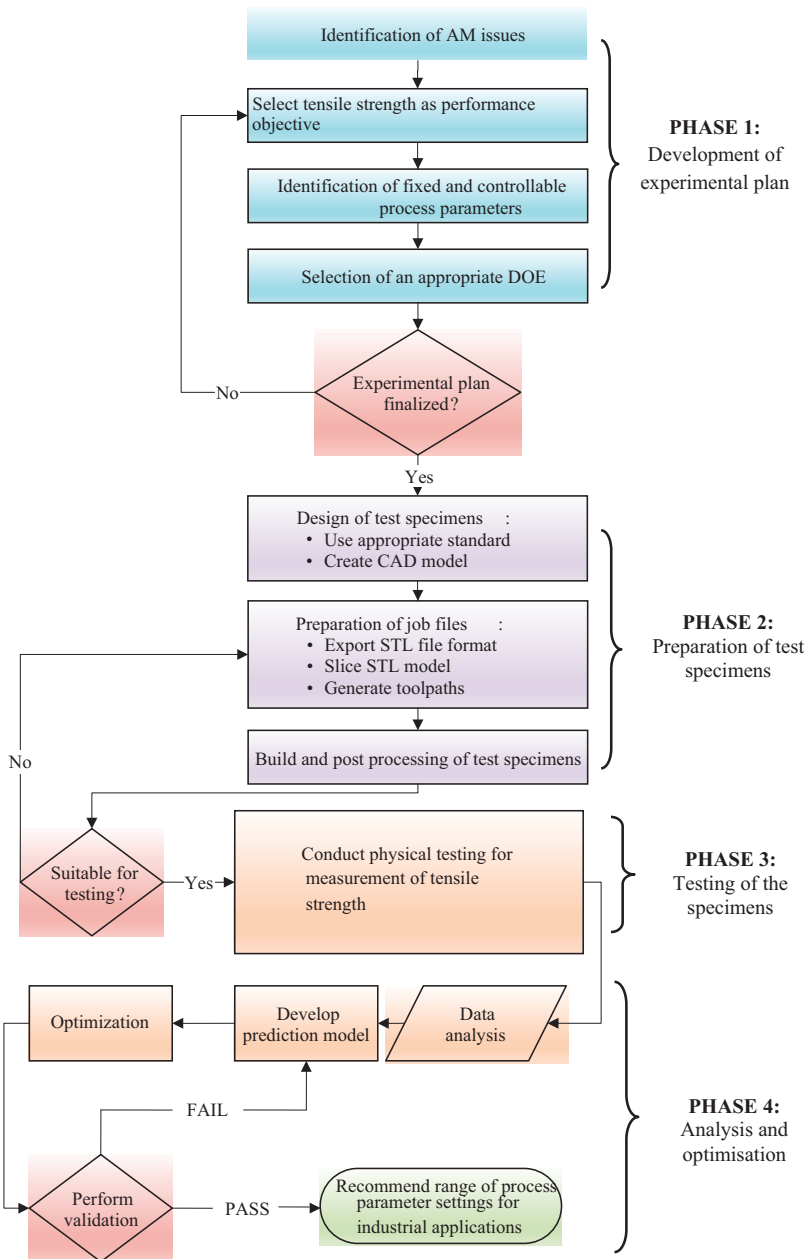 Identification of AM issues
Select tensile strength as performance
objective
Identification of fixed and controllable
process parameters
Selection of an appropriate DOE
PHASE 1:
Development of
experimental plan
No
Experimental plan
finalized?
Yes
Design of test specimens :
• Use appropriate standard
• Create CAD model
Preparation of job files :
• Export STL file format
• Slice STL model
• Generate toolpaths
Build and post processing of test specimens
PHASE 2:
Preparation of test
specimens
No
Suitable for
testing?
Yes
Conduct physical testing for
measurement of tensile
strength
PHASE 3:
Testing of the
specimens
Optimization
Develop
prediction model
Data
analysis
FAIL
Perform
validation
PASS
Recommend range of process
parameter settings for
industrial applications
PHASE 4:
Analysis and
optimisation